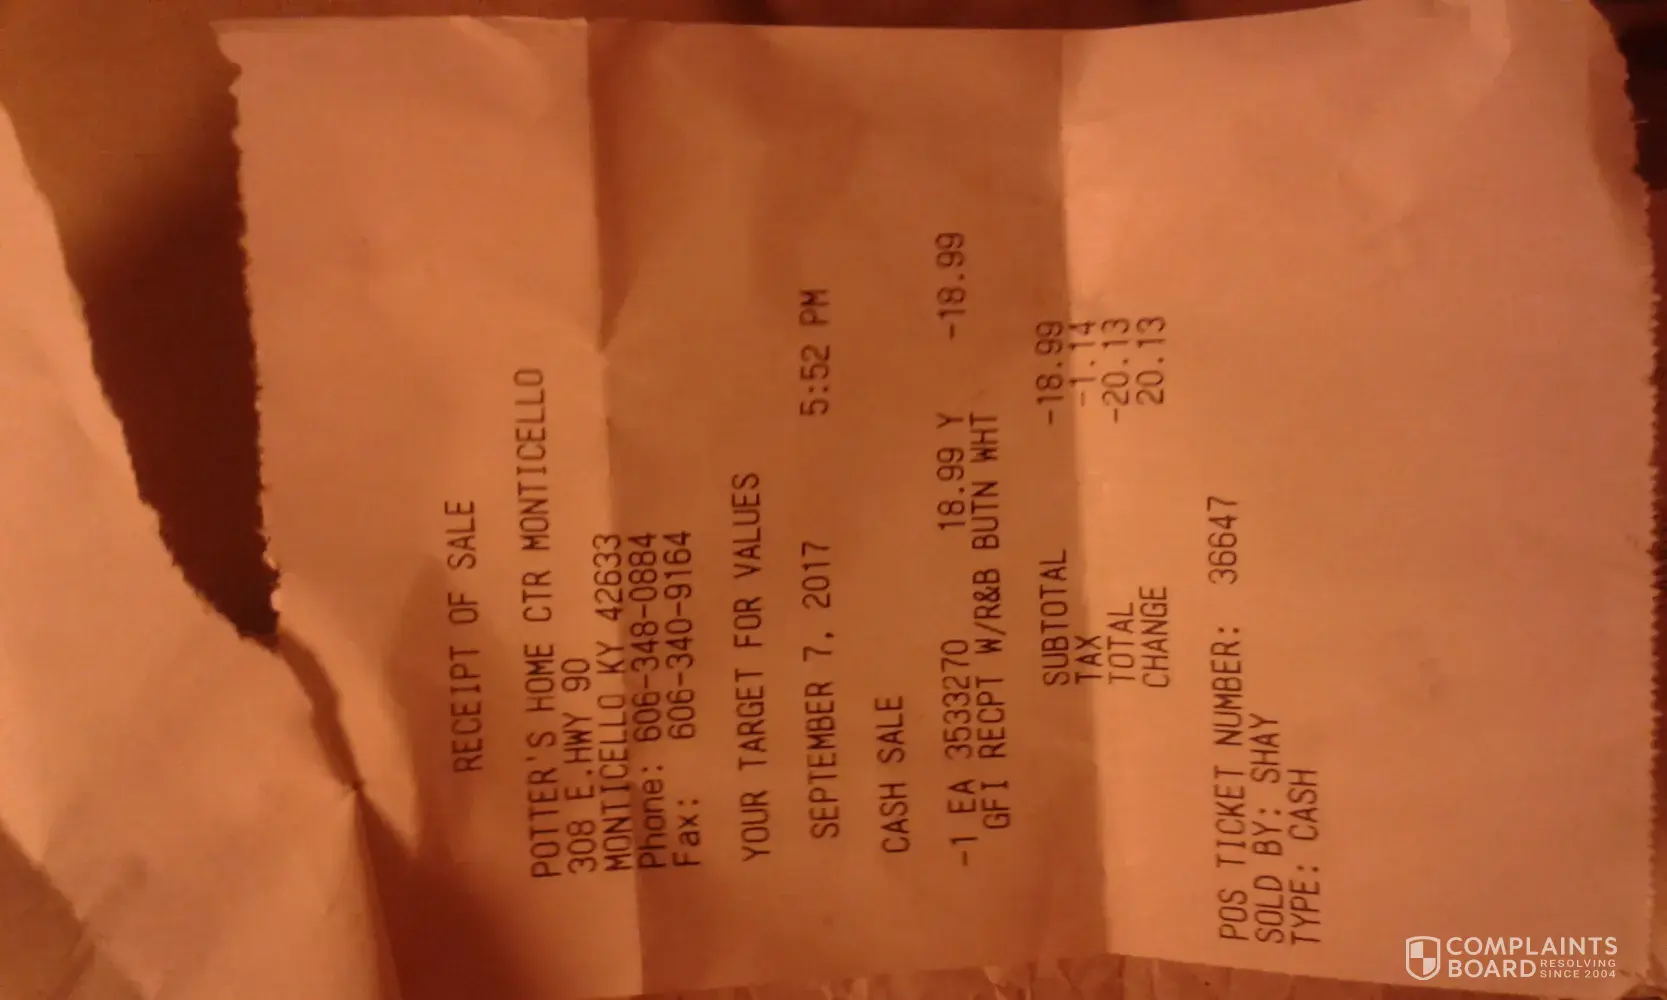 RECEIPT OF SALE
POTTER'S HOME CTR MONTICELLO
308 E.HWY 90
MONTICELLO KY 42633
Phone: 606-348-0884
Fax: 606-340-9164
YOUR TARGET FOR VALUES
SEPTEMBER 7, 2017 5:52 PM
CASH SALE
-1 EA 3533270 18.99 Y -18.99
GFI RECPT W/R&B BUTN WHT
SUBTOTAL -18.99
TAX -1.14
TOTAL -20.13
CHANGE 20.13
POS TICKET NUMBER: 36647
SOLD BY: SHAY
TYPE: CASH
COMPLAINTS
BOARD RESOLVING
SINCE 2004